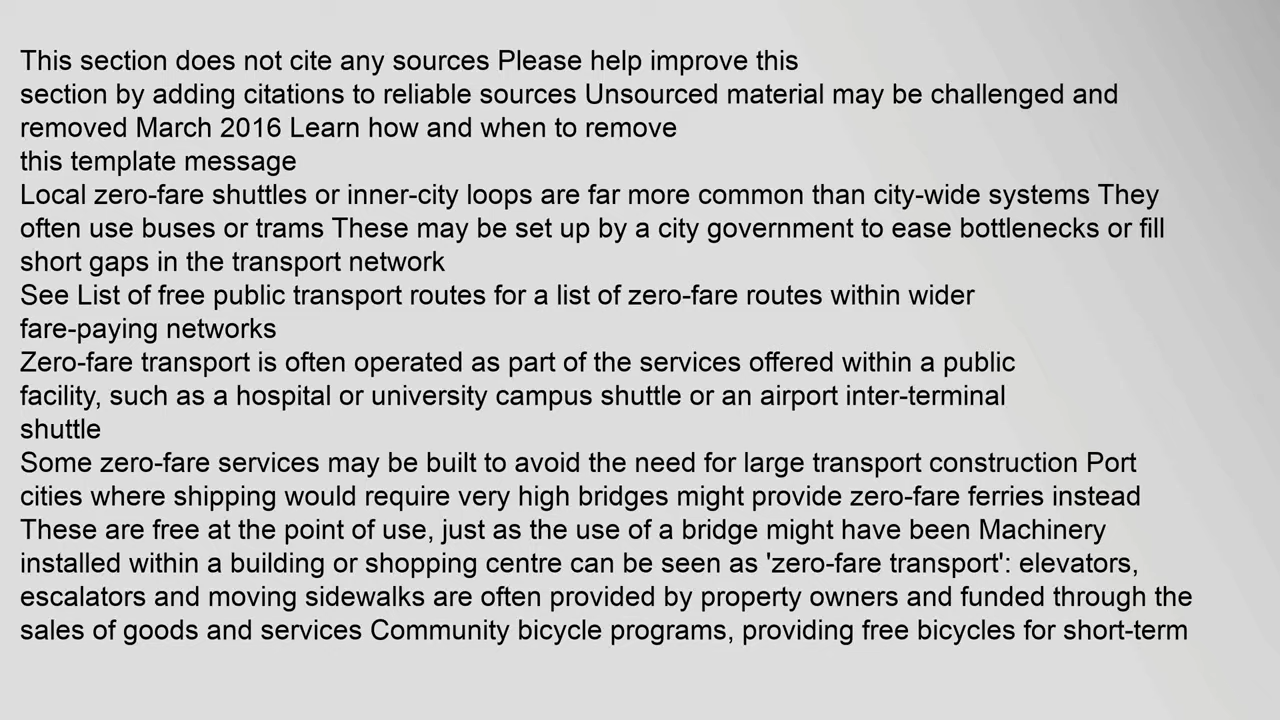 This section does not cite any sources Please help improve this
section by adding citations to reliable sources Unsourced material may be challenged and
removed March 2016 Learn how and when to remove
this template message
Local zero-fare shuttles or inner-city loops are far more common than city-wide systems They
often use buses or trams These may be set up by a city government to ease bottlenecks or fill
short gaps in the transport network
See List of free public transport routes for a list of zero-fare routes within wider
fare-paying networks
Zero-fare transport is often operated as part of the services offered within a public
facility, such as a hospital or university campus shuttle or an airport inter-terminal
shuttle
Some zero-fare services may be built to avoid the need for large transport construction Port
cities where shipping would require very high bridges might provide zero-fare ferries instead
These are free at the point of use, just as the use of a bridge might have been Machinery
installed within a building or shopping centre can be seen as 'zero-fare transport': elevators,
escalators and moving sidewalks are often provided by property owners and funded through the
sales of goods and services Community bicycle programs, providing free bicycles for short-term